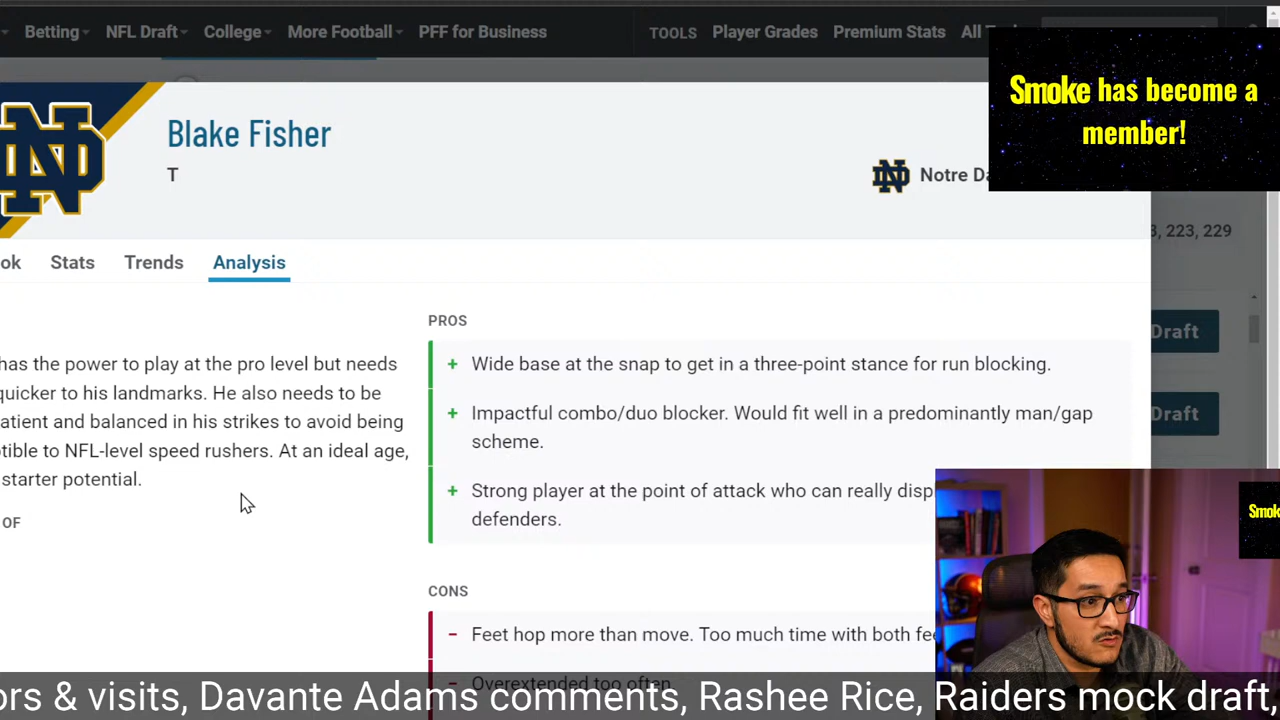 Betting NFL Draft College More Football PFF for Business TOOLS Player Grades Premium Stats All
Smoke has become a
member!
Blake Fisher
T
Notre
3, 223, 229
ok Stats Trends Analysis
PROS
has the power to play at the pro level but needs
quicker to his landmarks. He also needs to be
atient and balanced in his strikes to avoid being
tible to NFL-level speed rushers. At an ideal age,
starter potential.
OF
+ Wide base at the snap to get in a three-point stance for run blocking.
+ Impactful combo/duo blocker. Would fit well in a predominantly man/gap
scheme.
+ Strong player at the point of attack who can really disp
defenders.
Draft
Draft
Smok
CONS
- Feet hop more than move. Too much time with both fee
- Overextended too often.
ors & visits, Davante Adams comments, Rashee Rice, Raiders mock draft,